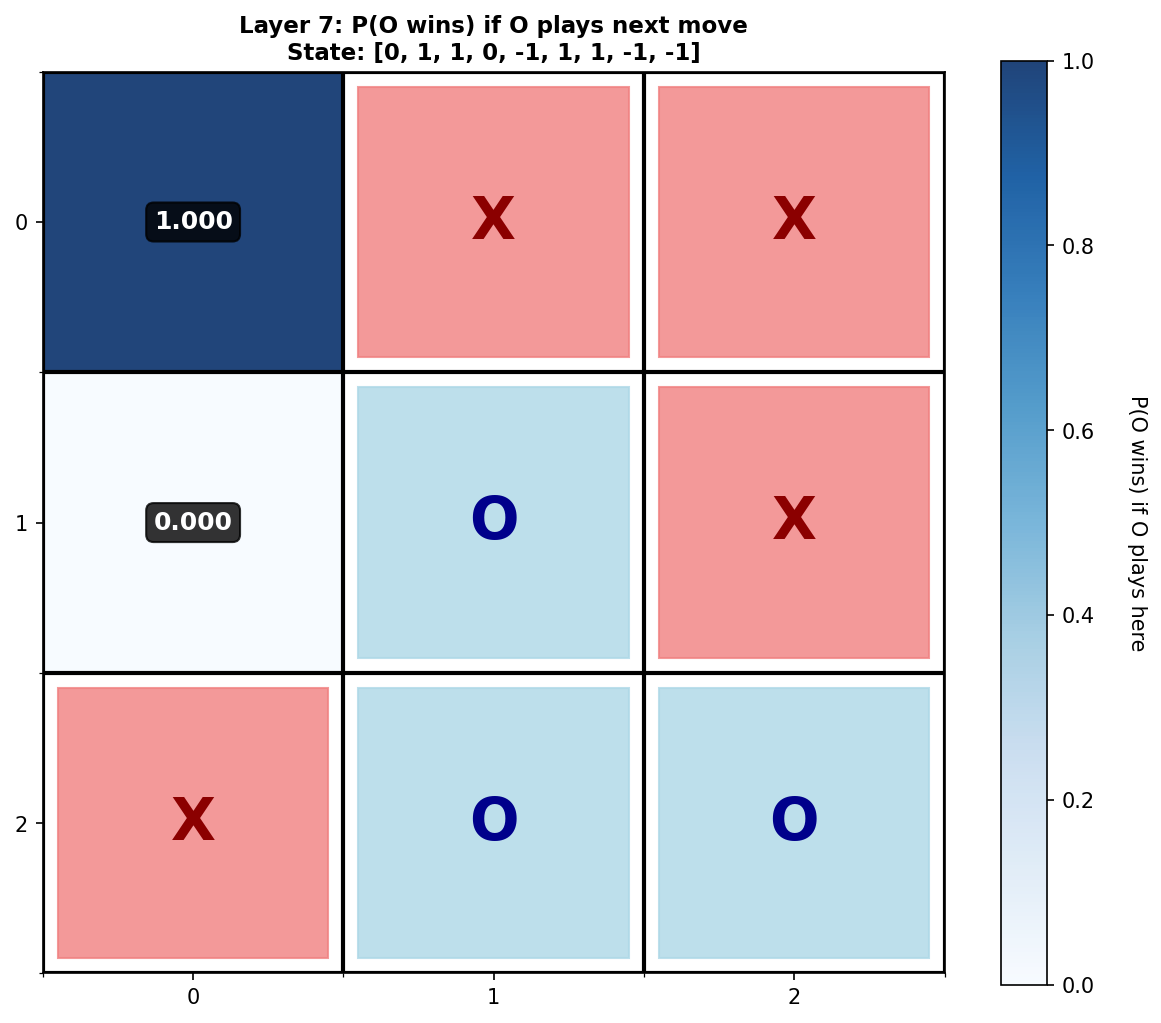 Layer 7: P(O wins) if O plays next move
State: [0, 1, 1, 0, -1, 1, 1, -1, -1]
0
1.000
X
X
1
0.000
O
X
2
X
O
O
0
1
2
1.0
0.8
0.6
0.4
0.2
0.0
P(O wins) if O plays here